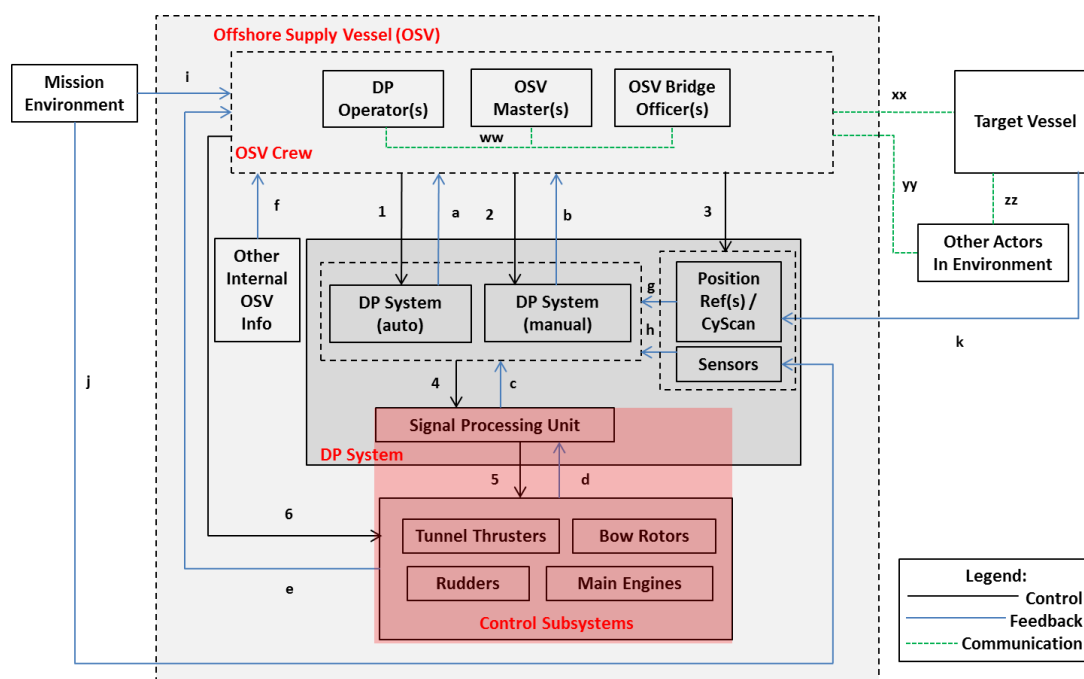 Offshore Supply Vessel (OSV)
Mission
Environment
i
DP
Operator(s)
OSV
Master(s)
OSV Bridge
Officer(s)
ww
OSV Crew
xx
Target Vessel
yy
zz
Other Actors
In Environment
f
1
a
2
b
3
Other
Internal
OSV
Info
DP System
(auto)
DP System
(manual)
g
h
Position
Ref(s) /
CyScan
Sensors
k
j
4
c
Signal Processing Unit
DP System
5
d
6
e
Tunnel Thrusters
Bow Rotors
Rudders
Main Engines
Control Subsystems
Legend:
Control
Feedback
Communication